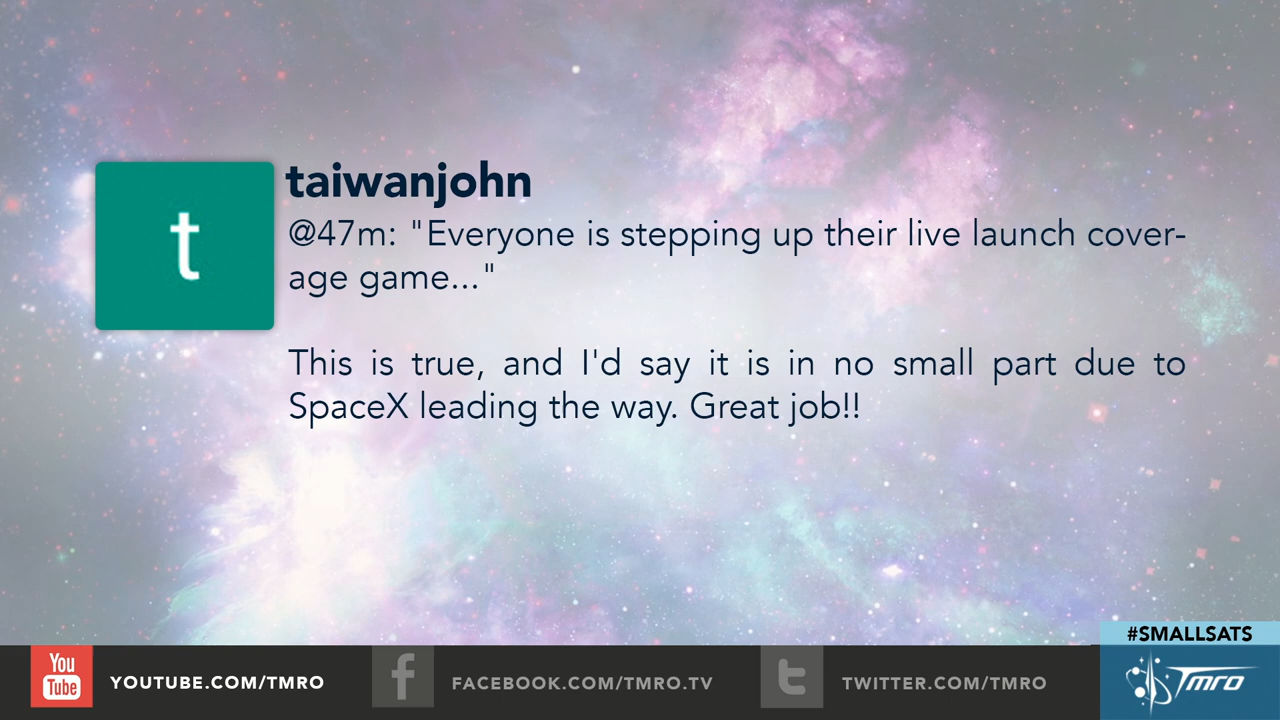 t
taiwanjohn
@47m: "Everyone is stepping up their live launch cover-
age game..."
This is true, and I'd say it is in no small part due to
SpaceX leading the way. Great job!!
#SMALLSATS
You
Tube
YOUTUBE.COM/TMRO
f
FACEBOOK.COM/TMRO.TV
t
TWITTER.COM/TMRO
Tmro